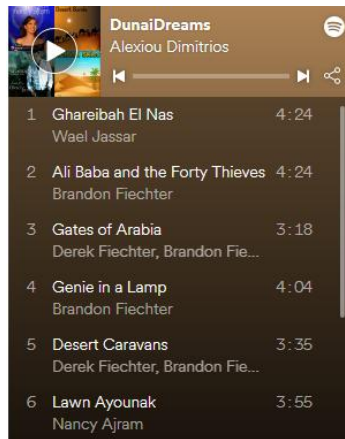 DunaiDreams
Alexiou Dimitrios
1 Ghareibah El Nas 4:24
Wael Jassar
2 Ali Baba and the Forty Thieves 4:24
Brandon Fiechter
3 Gates of Arabia 3:18
Derek Fiechter, Brandon Fie...
4 Genie in a Lamp 4:04
Brandon Fiechter
5 Desert Caravans 3:35
Derek Fiechter, Brandon Fie...
6 Lawn Ayounak 3:55
Nancy Ajram